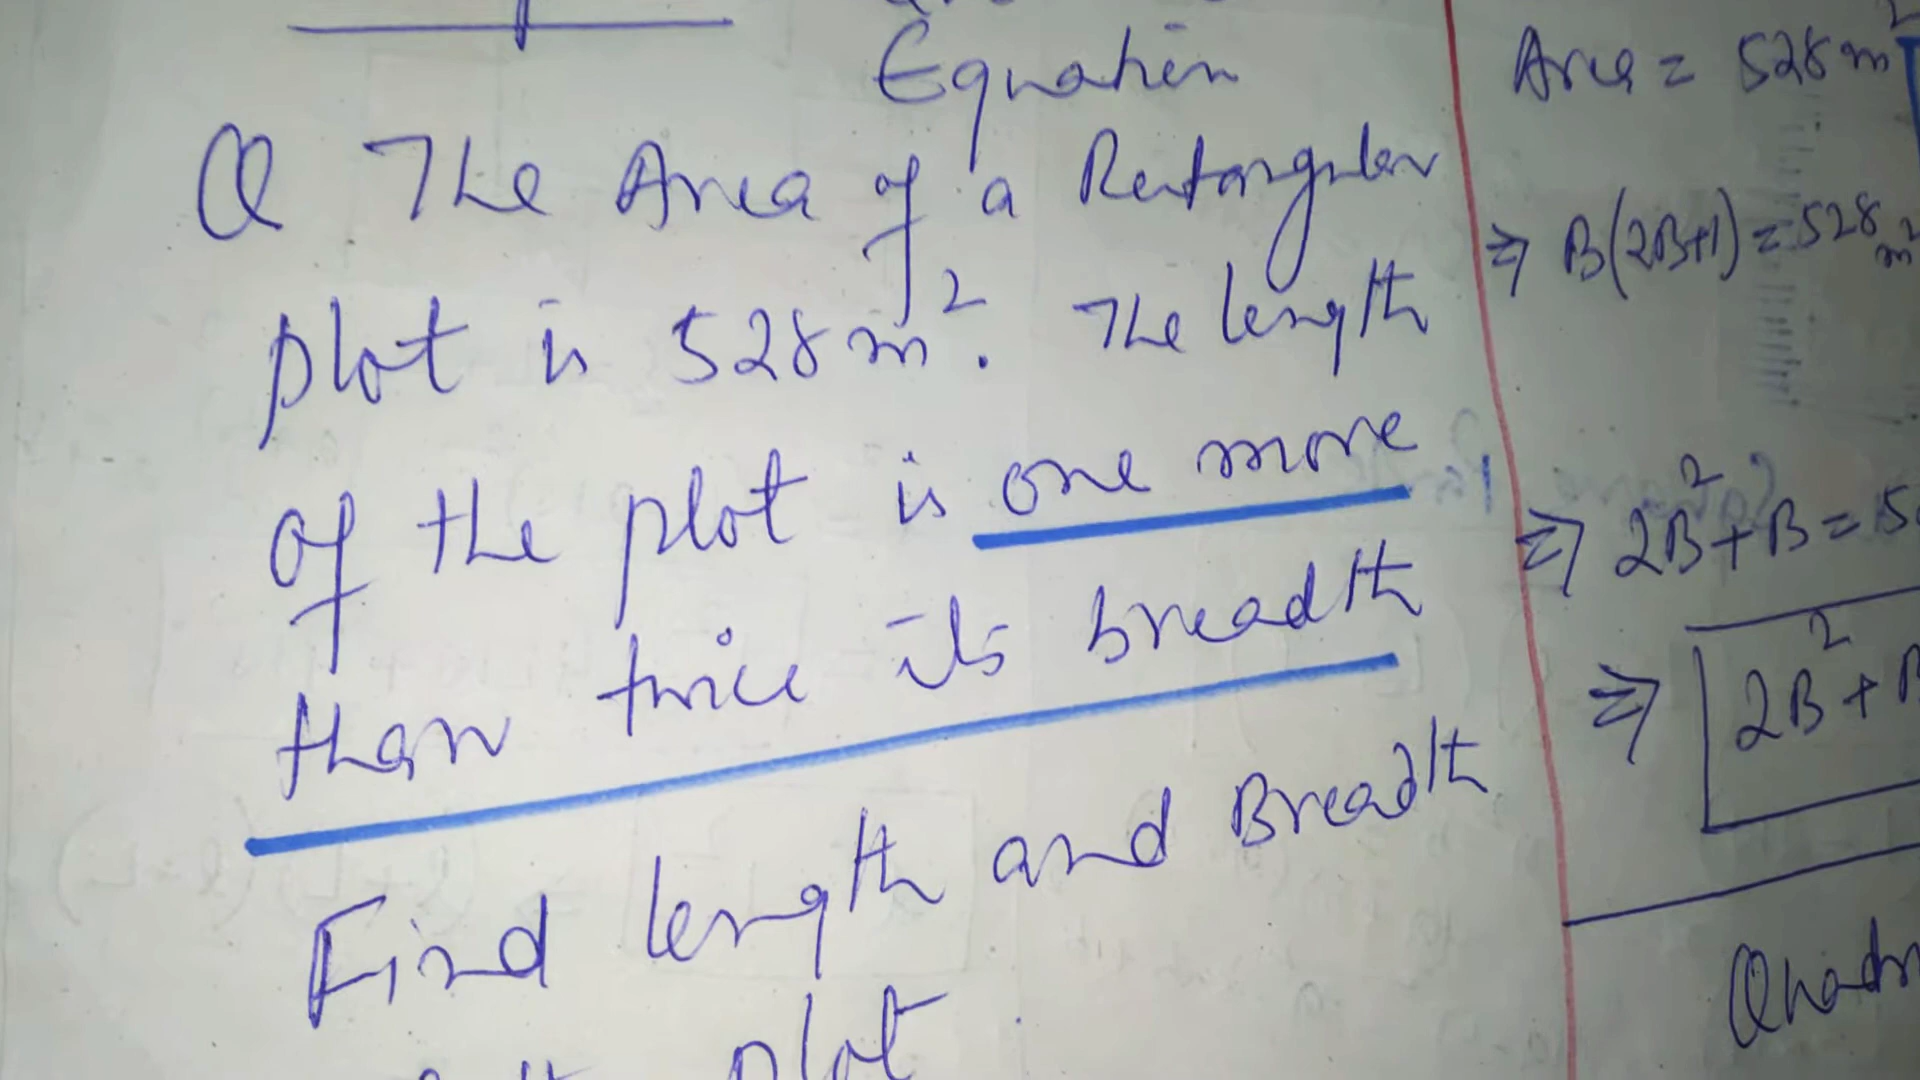 Equation
Q The Area of a Rectangular
plot is 528 m². The length
of the plot is one more
than twice its breadth
Find length and Breadth
plot
Area = 528 m²
⇒ B(2B+1) = 528 m²
⇒ 2B² + B = 5
⇒ 2B² + B